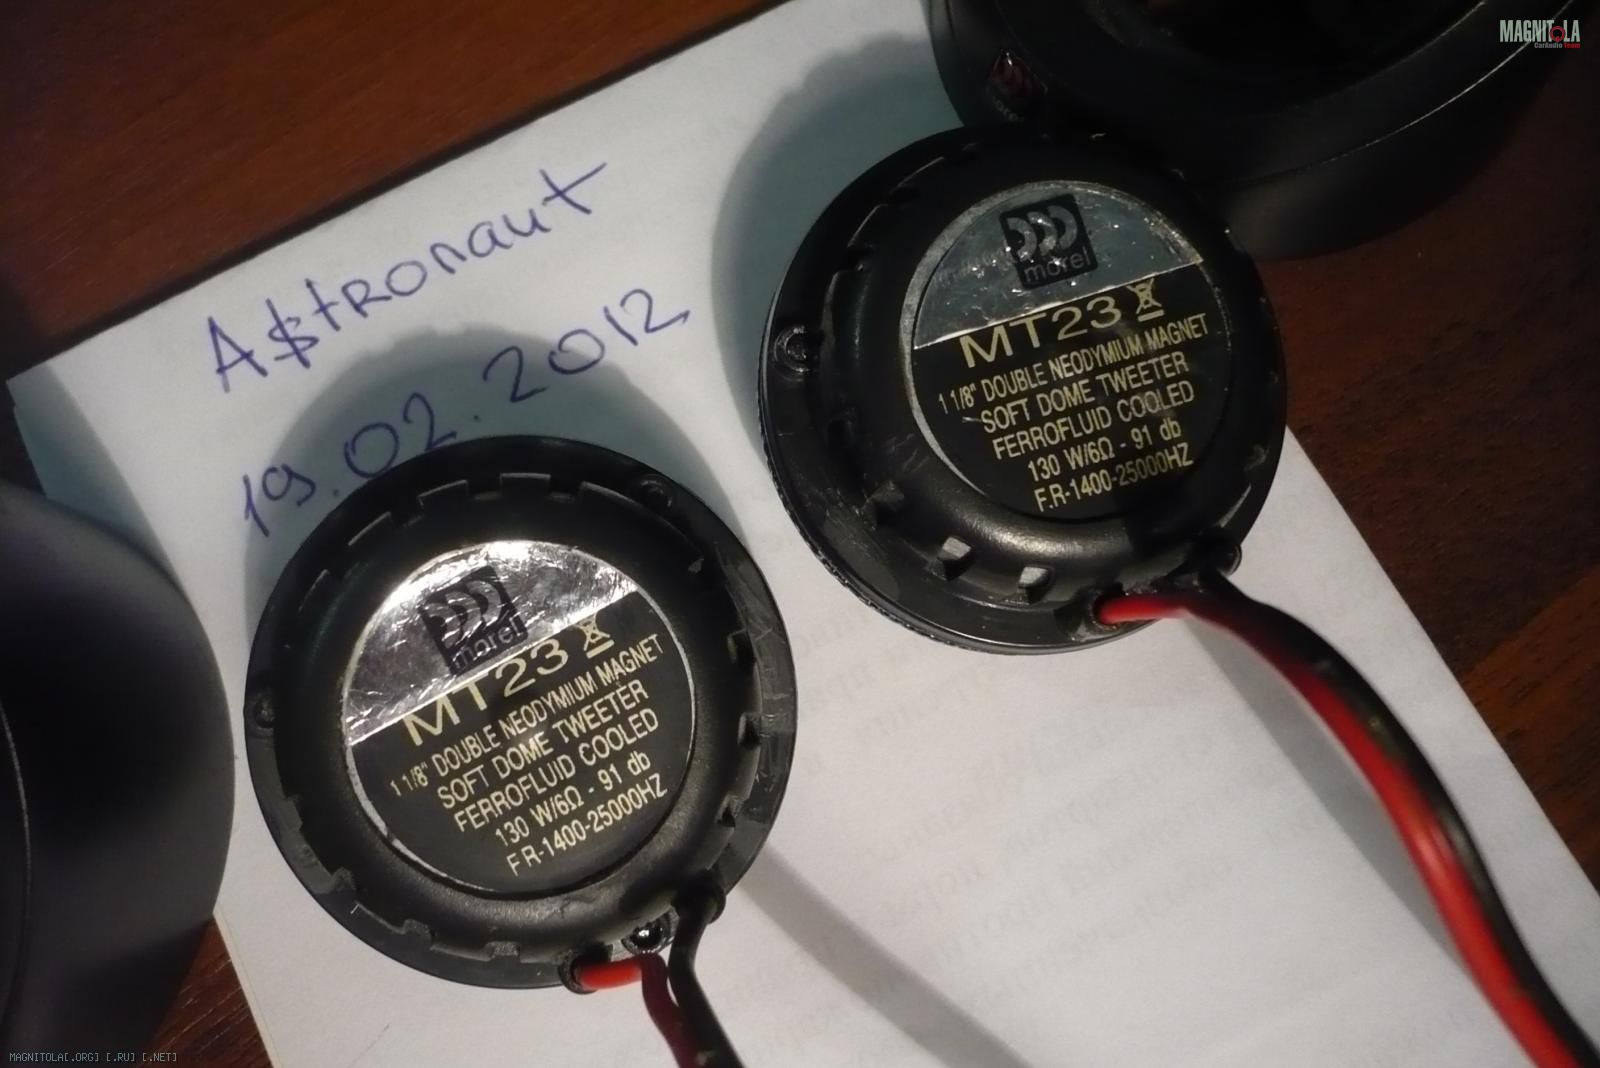 MAGNITOLA
CarAudio Team
A$tronaut
19.02.2012
morel
MT23
1 1/8" DOUBLE NEODYMIUM MAGNET
SOFT DOME TWEETER
FERROFLUID COOLED
130 W/6Ω - 91 db
F.R-1400-25000HZ
morel
MT23
1 1/8" DOUBLE NEODYMIUM MAGNET
SOFT DOME TWEETER
FERROFLUID COOLED
130 W/6Ω - 91 db
F.R-1400-25000HZ
MAGNITOLA[.ORG] [.RU] [.NET]